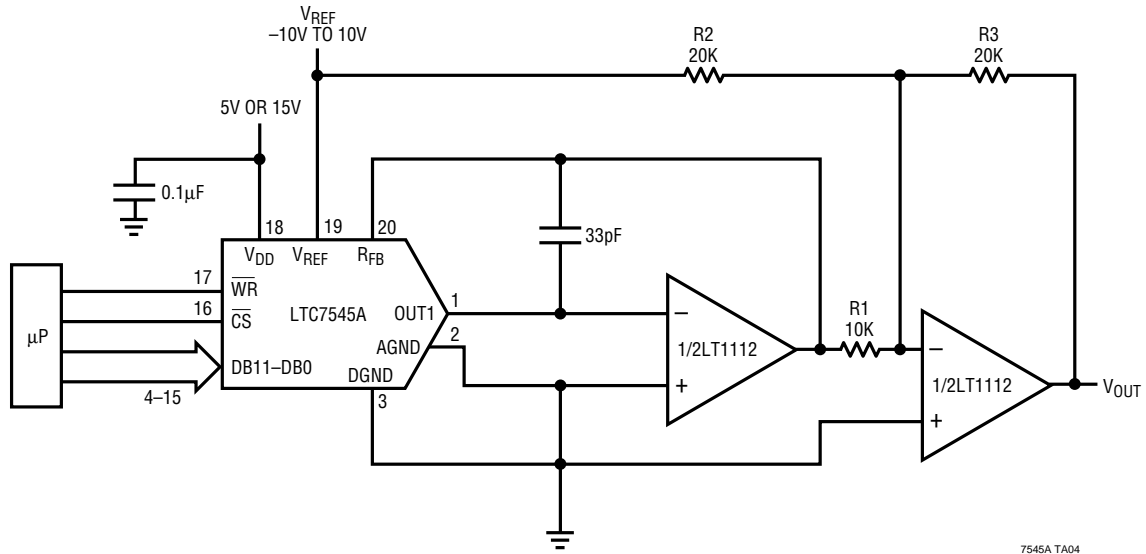 VREF
–10V TO 10V
R2
20K
R3
20K
5V OR 15V
0.1µF
18
19
20
VDD
VREF
RFB
33pF
17
WR
16
CS
µP
LTC7545A
OUT1
1
AGND
2
DB11–DB0
DGND
4–15
3
–
+
1/2LT1112
R1
10K
–
+
1/2LT1112
VOUT
7545A TA04